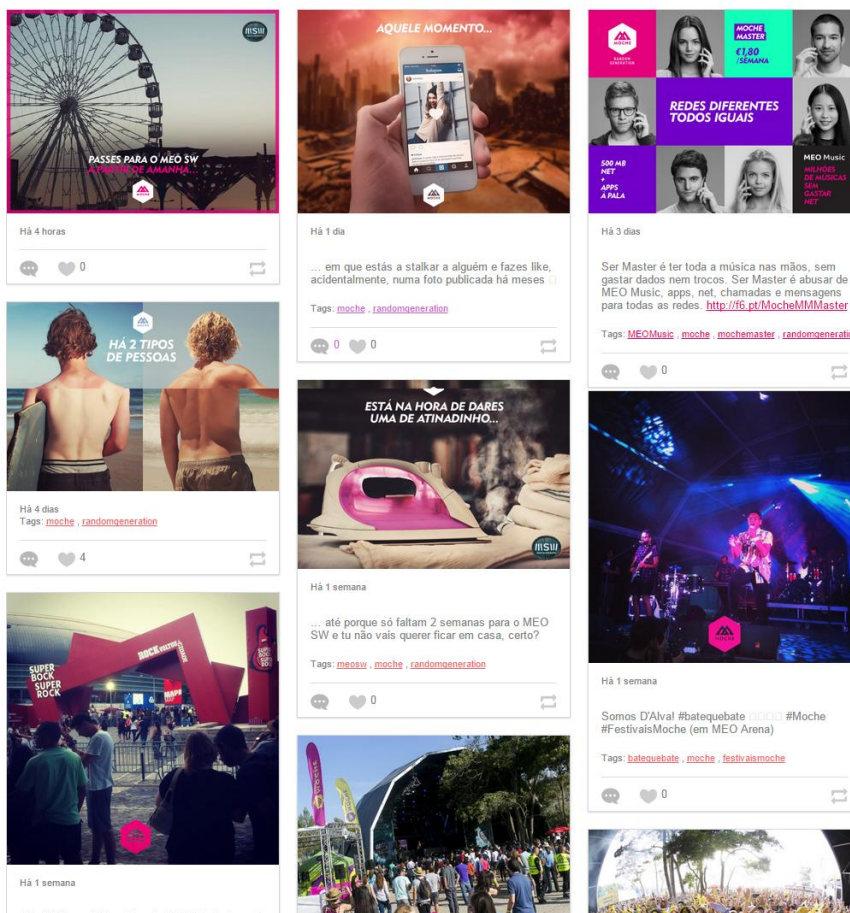 msw
PASSES PARA O MEO SW
A PARTIR DE AMANHÃ...
MOCHE
Há 4 horas
0
HÁ 2 TIPOS
DE PESSOAS
Há 4 dias
Tags: moche , randomgeneration
4
SUPER
BOCK
SUPER
ROCK
ROCK
Há 1 semana
AQUELE MOMENTO...
Instagram
MOCHE
Há 1 dia
... em que estás a stalkar a alguém e fazes like,
acidentalmente, numa foto publicada há meses
Tags: moche , randomgeneration
0 0
ESTÁ NA HORA DE DARES
UMA DE ATINADINHO...
msw
Há 1 semana
... até porque só faltam 2 semanas para o MEO
SW e tu não vais querer ficar em casa, certo?
Tags: meosw , moche , randomgeneration
0
MOCHE
MOCHE
RANDOM
GENERATION
MOCHE
MASTER
€1,80
/SEMANA
REDES DIFERENTES
TODOS IGUAIS
500 MB
NET
+
APPS
A PALA
MEO Music
MILHÕES
DE MÚSICAS
SEM
GASTAR
NET
Há 3 dias
Ser Master é ter toda a música nas mãos, sem
gastar dados nem trocos. Ser Master é abusar de
MEO Music, apps, net, chamadas e mensagens
para todas as redes. http://f6.pt/MocheMMMaster
Tags: MEOMusic , moche , mochemaster , randomgeneratio
0
MOCHE
Há 1 semana
Somos D'Alva! #batequebate #Moche
#FestivaisMoche (em MEO Arena)
Tags: batequebate , moche , festivaismoche
0